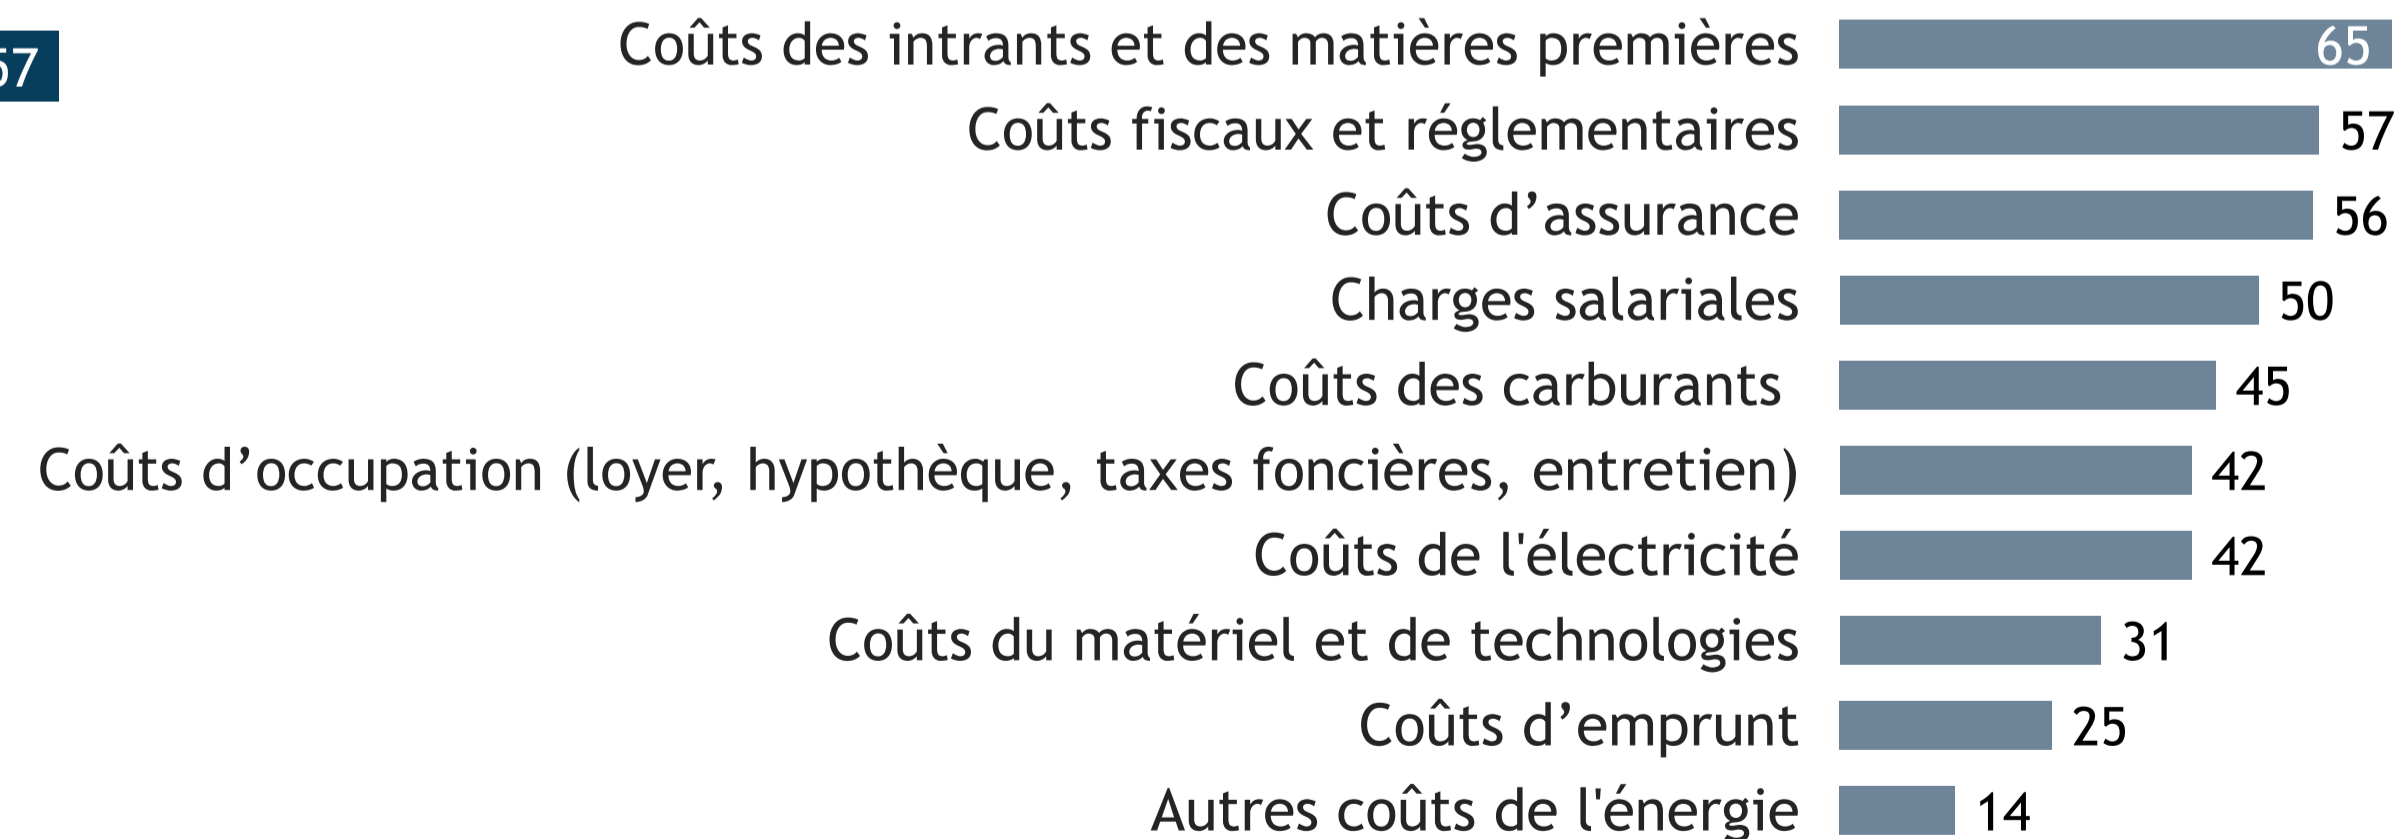 Coûts des intrants et des matières premières 65
57
Coûts fiscaux et réglementaires 57
Coûts d’assurance 56
Charges salariales 50
Coûts des carburants 45
Coûts d’occupation (loyer, hypothèque, taxes foncières, entretien) 42
Coûts de l'électricité 42
Coûts du matériel et de technologies 31
Coûts d’emprunt 25
Autres coûts de l'énergie 14